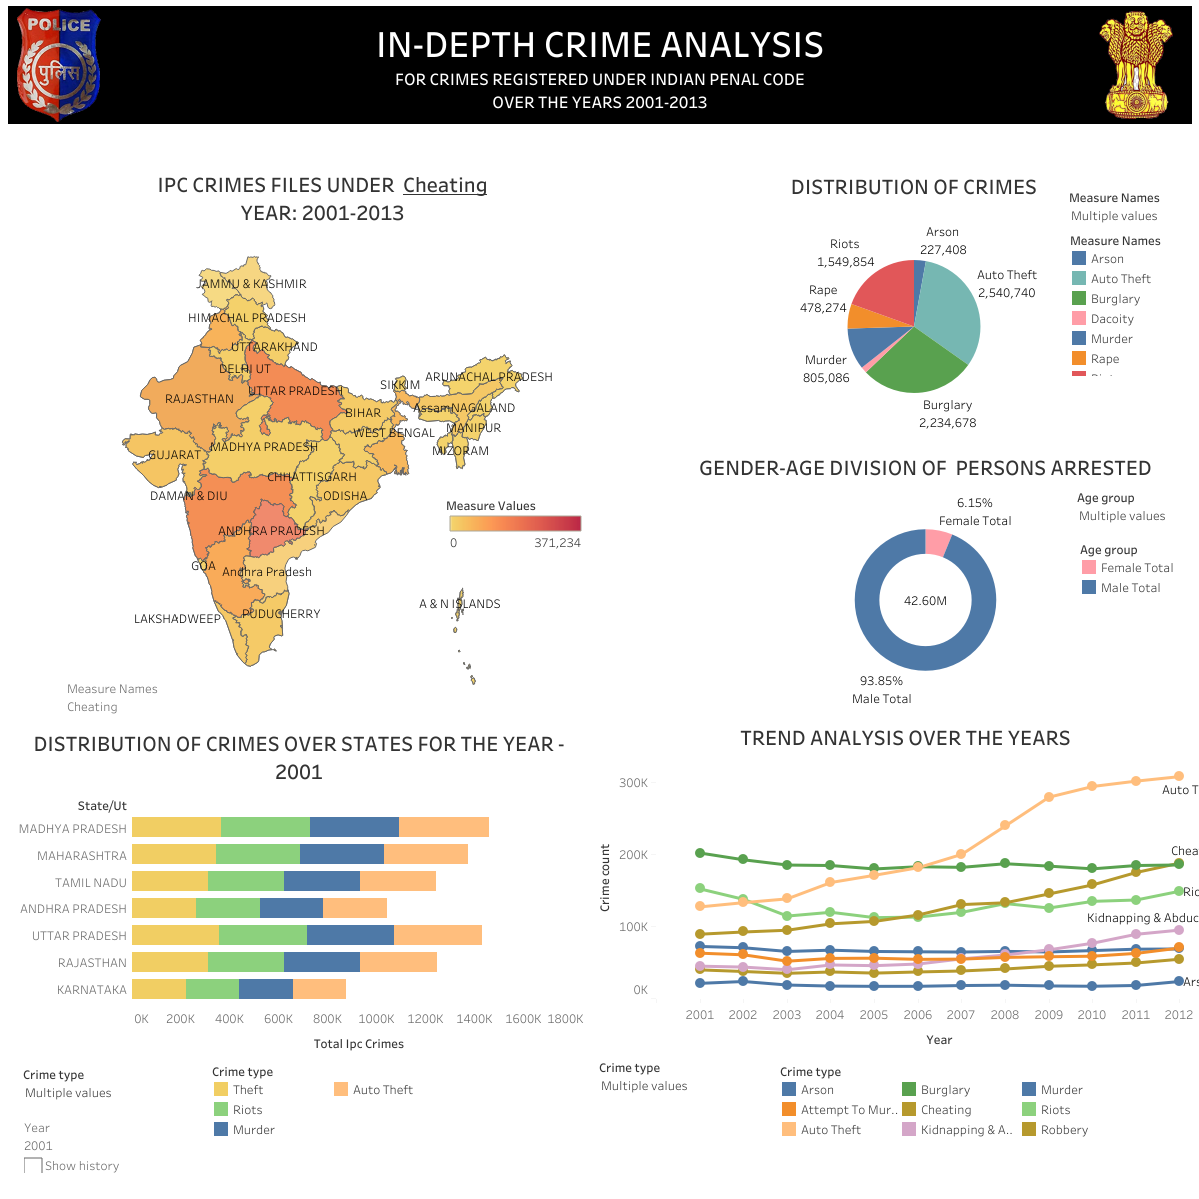 POLICE
पुलिस
IN-DEPTH CRIME ANALYSIS
FOR CRIMES REGISTERED UNDER INDIAN PENAL CODE
OVER THE YEARS 2001-2013
IPC CRIMES FILES UNDER Cheating
YEAR: 2001-2013
JAMMU & KASHMIR
HIMACHAL PRADESH
UTTARAKHAND
DELHI UT
UTTAR PRADESH
RAJASTHAN
SIKKIM
ARUNACHAL PRADESH
Assam
NAGALAND
BIHAR
MANIPUR
WEST BENGAL
MIZORAM
GUJARAT
MADHYA PRADESH
CHHATTISGARH
DAMAN & DIU
ODISHA
ANDHRA PRADESH
GOA
Andhra Pradesh
PUDUCHERRY
LAKSHADWEEP
A & N ISLANDS
Measure Values
0
371,234
Measure Names
Cheating
DISTRIBUTION OF CRIMES
Arson
227,408
Riots
1,549,854
Auto Theft
2,540,740
Rape
478,274
Murder
805,086
Burglary
2,234,678
Measure Names
Multiple values
Measure Names
Arson
Auto Theft
Burglary
Dacoity
Murder
Rape
GENDER-AGE DIVISION OF PERSONS ARRESTED
6.15%
Female Total
42.60M
93.85%
Male Total
Age group
Multiple values
Age group
Female Total
Male Total
DISTRIBUTION OF CRIMES OVER STATES FOR THE YEAR -
2001
State/Ut
MADHYA PRADESH
MAHARASHTRA
TAMIL NADU
ANDHRA PRADESH
UTTAR PRADESH
RAJASTHAN
KARNATAKA
0K 200K 400K 600K 800K 1000K 1200K 1400K 1600K 1800K
Total Ipc Crimes
Crime type
Multiple values
Year
2001
Show history
Crime type
Theft
Auto Theft
Riots
Murder
TREND ANALYSIS OVER THE YEARS
Crime count
300K
200K
100K
0K
Auto T
Chea
Ric
Kidnapping & Abduc
Ars
2001 2002 2003 2004 2005 2006 2007 2008 2009 2010 2011 2012
Year
Crime type
Multiple values
Crime type
Arson
Burglary
Murder
Attempt To Mur..
Cheating
Riots
Auto Theft
Kidnapping & A..
Robbery